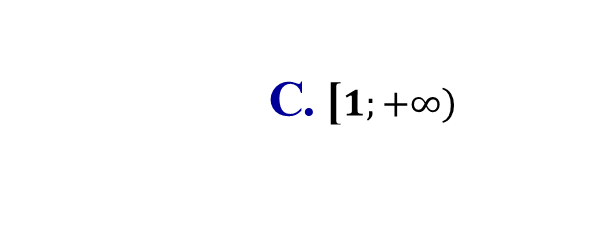 C. [1; +∞)